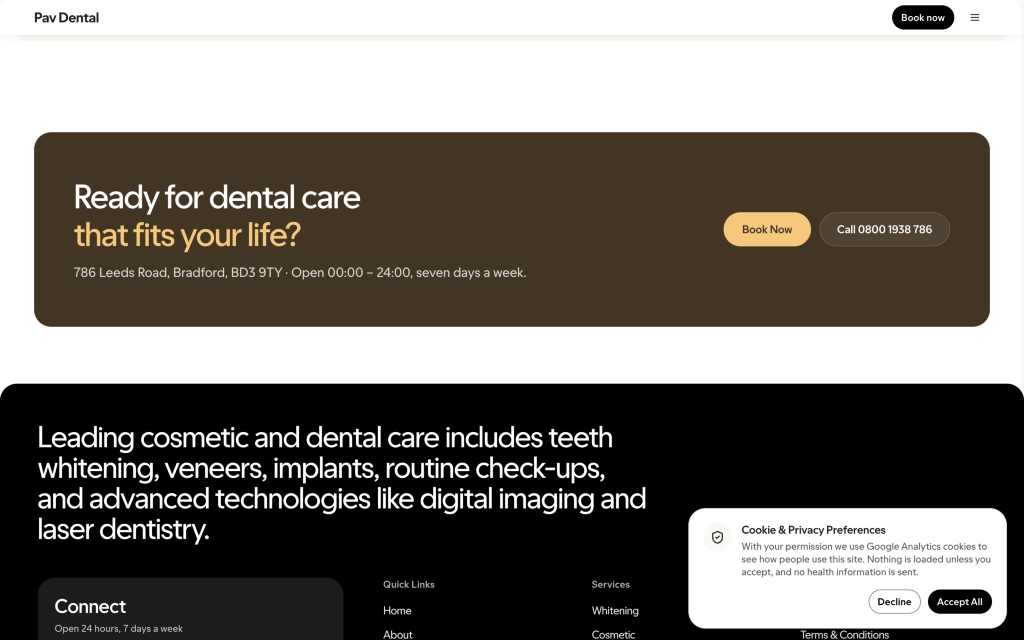 Pav Dental
Book now
Ready for dental care
that fits your life?
786 Leeds Road, Bradford, BD3 9TY · Open 00:00 – 24:00, seven days a week.
Book Now
Call 0800 1938 786
Leading cosmetic and dental care includes teeth
whitening, veneers, implants, routine check-ups,
and advanced technologies like digital imaging and
laser dentistry.
Connect
Open 24 hours, 7 days a week
Quick Links
Home
About
Services
Whitening
Cosmetic
Terms & Conditions
Cookie & Privacy Preferences
With your permission we use Google Analytics cookies to
see how people use this site. Nothing is loaded unless you
accept, and no health information is sent.
Decline
Accept All